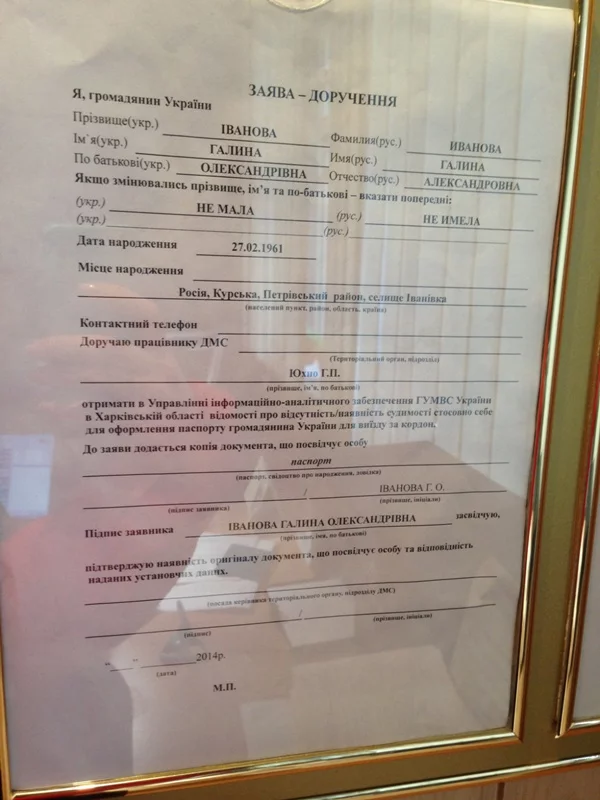 ЗАЯВА – ДОРУЧЕННЯ
Я, громадянин України
Прізвище(укр.) ІВАНОВА Фамилия(рус.) ИВАНОВА
Ім`я(укр.) ГАЛИНА Имя(рус.) ГАЛИНА
По батькові(укр.) ОЛЕКСАНДРІВНА Отчество(рус.) АЛЕКСАНДРОВНА
Якщо змінювались прізвище, ім'я та по-батькові – вказати попередні:
(укр.) НЕ МАЛА (рус.) НЕ ИМЕЛА
(укр.) (рус.)
Дата народження 27.02.1961
Місце народження
Росія, Курська, Петрівський район, селище Іванівка
(населений пункт, район, область, країна)
Контактний телефон
Доручаю працівнику ДМС
(Територіальний орган, підрозділ)
Юхно Г.П.
(прізвище, ім'я, по батькові)
отримати в Управлінні інформаційно-аналітичного забезпечення ГУМВС України
в Харківській області відомості про відсутність/наявність судимості стосовно себе
для оформлення паспорту громадянина України для виїзду за кордон.
До заяви додається копія документа, що посвідчує особу
паспорт
(паспорт, свідоцтво про народження, довідка)
/ ІВАНОВА Г. О.
(підпис заявника) (прізвище, ініціали)
Підпис заявника ІВАНОВА ГАЛИНА ОЛЕКСАНДРІВНА засвідчую,
(прізвище, імя, по батькові)
підтверджую наявність оригіналу документа, що посвідчує особу та відповідність
наданих установчих даних.
(посада керівника територіального органу, підрозділу ДМС)
/
(підпис) (прізвище, ініціали)
"____" __________2014р.
(дата)
М.П.